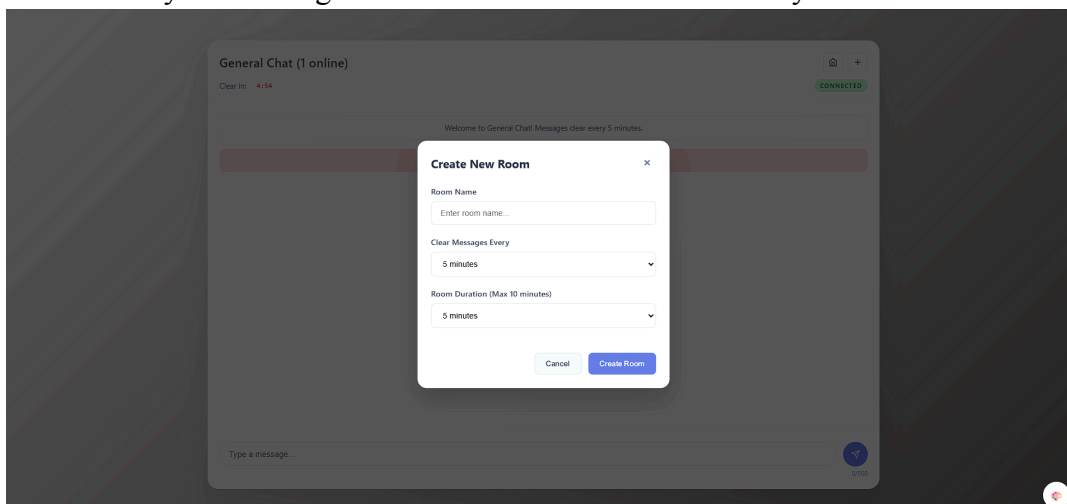 General Chat (1 online)
Clear in: 4:54
CONNECTED
Welcome to General Chat! Messages clear every 5 minutes.
Create New Room
Room Name
Enter room name...
Clear Messages Every
5 minutes
Room Duration (Max 10 minutes)
5 minutes
Cancel Create Room
Type a message...
0/500